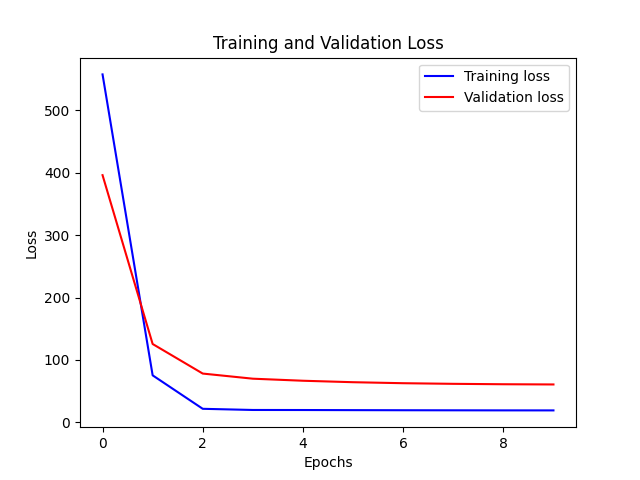 Training and Validation Loss
Training loss
Validation loss
500
400
300
200
100
0
Loss
0 2 4 6 8
Epochs